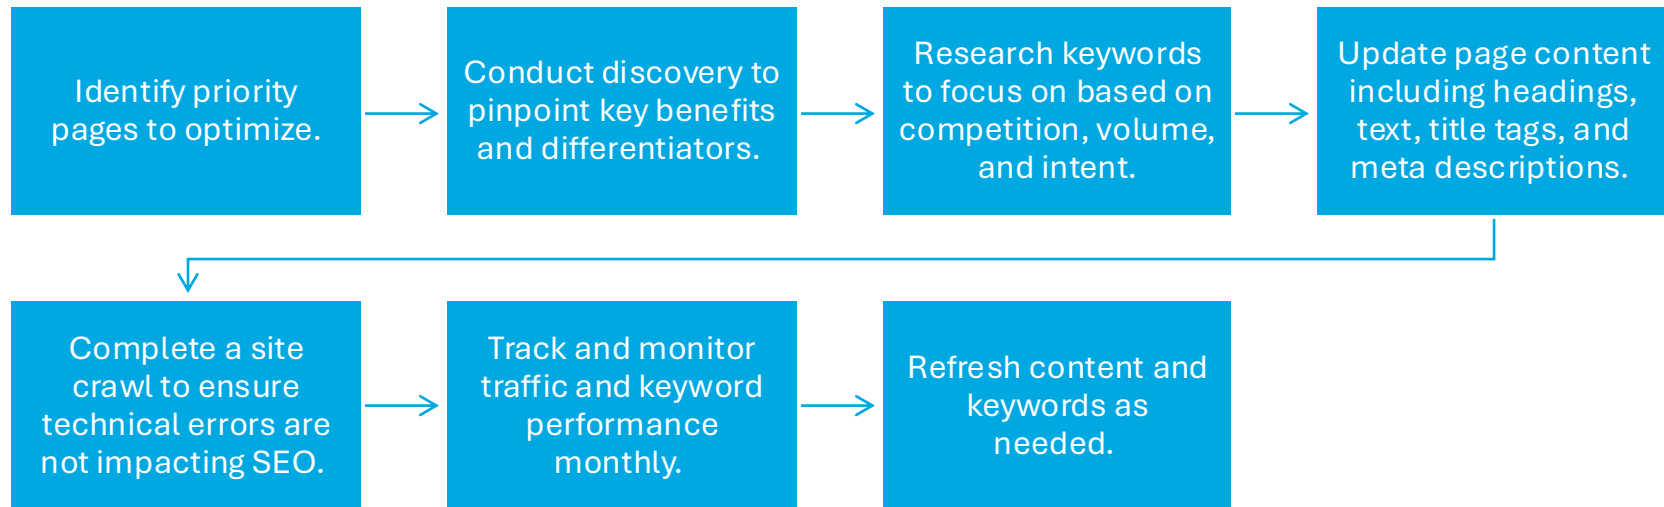 Identify priority
pages to optimize.
Conduct discovery to
pinpoint key benefits
and differentiators.
Research keywords
to focus on based on
competition, volume,
and intent.
Update page content
including headings,
text, title tags, and
meta descriptions.
Complete a site
crawl to ensure
technical errors are
not impacting SEO.
Track and monitor
traffic and keyword
performance
monthly.
Refresh content and
keywords as
needed.